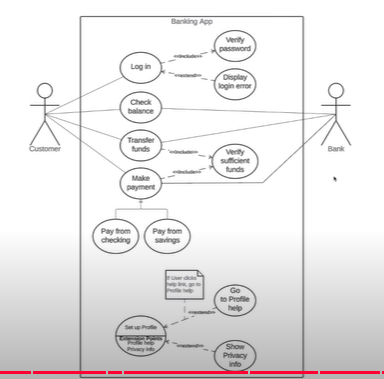 Banking App
Verify
password
Log in
<<Include>>
<<extend>>
Display
login error
Check
balance
Customer
Bank
Transfer
funds
<<Include>>
Verify
sufficient
funds
Make
payment
<<Include>>
Pay from
checking
Pay from
savings
If User clicks
help link, go to
Profile help
Go
to Profile
help
<<extend>>
Set up Profile
Extension Points
Profile help
Privacy Info
<<extend>>
Show
Privacy
info